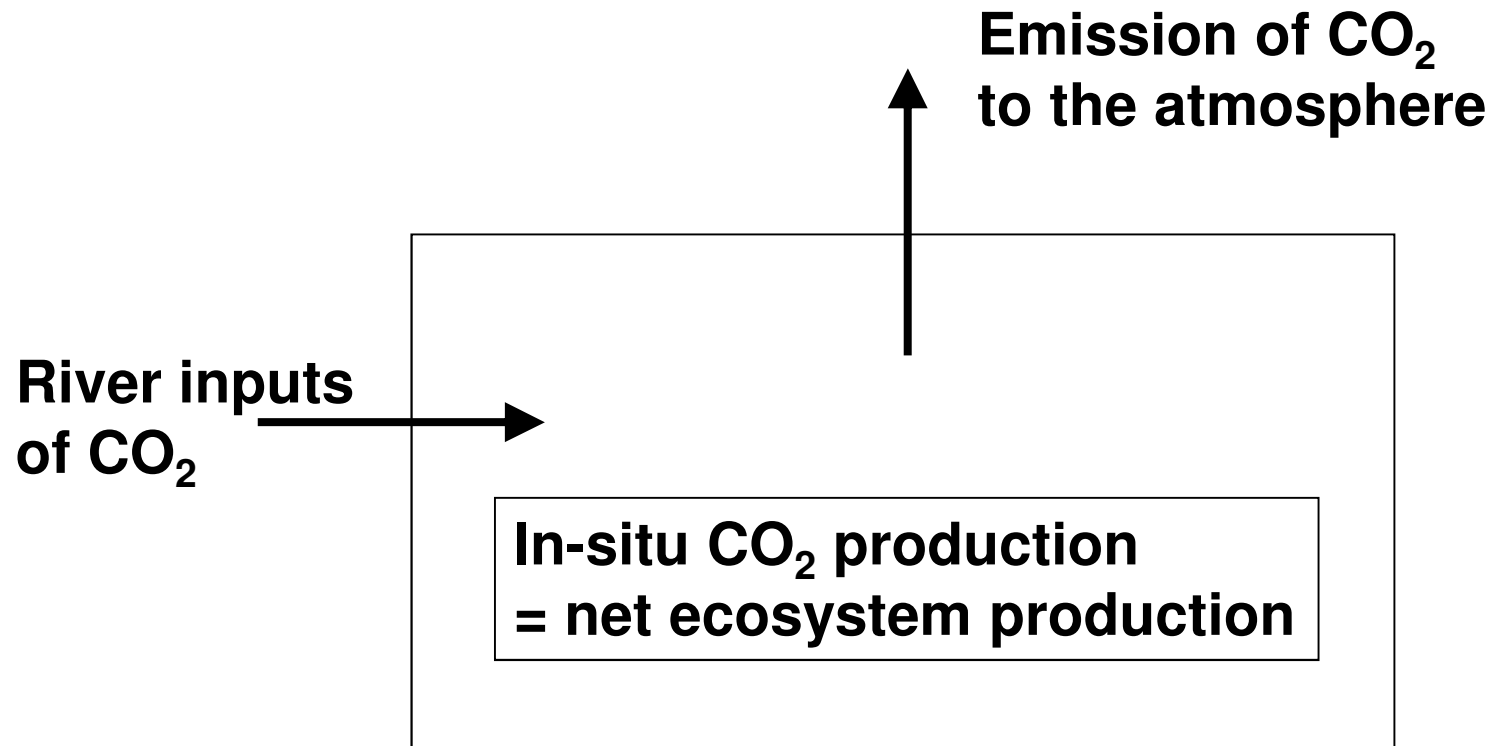 Emission of CO₂
to the atmosphere
River inputs
of CO₂
In-situ CO₂ production
= net ecosystem production